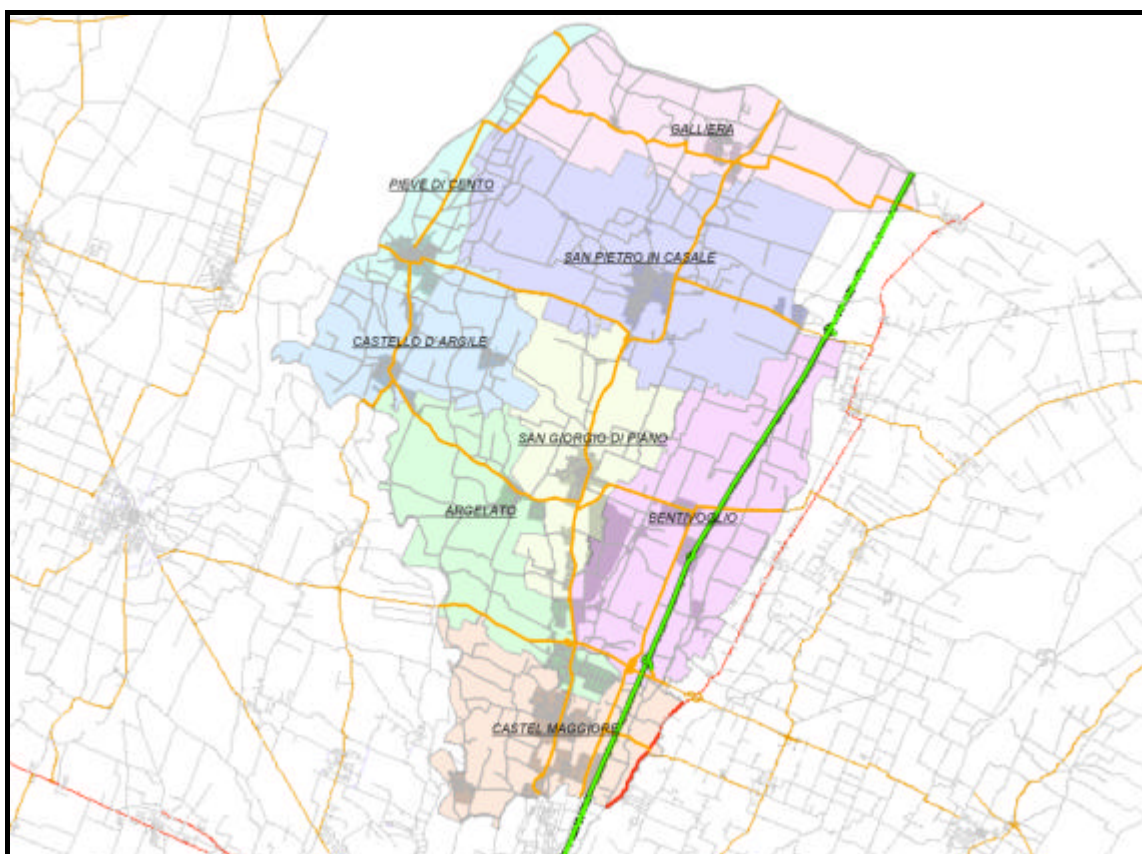 GALLIERA
PIEVE DI CENTO
SAN PIETRO IN CASALE
CASTELLO D'ARGILE
SAN GIORGIO DI PIANO
ARGELATO
BENTIVOGLIO
CASTEL MAGGIORE